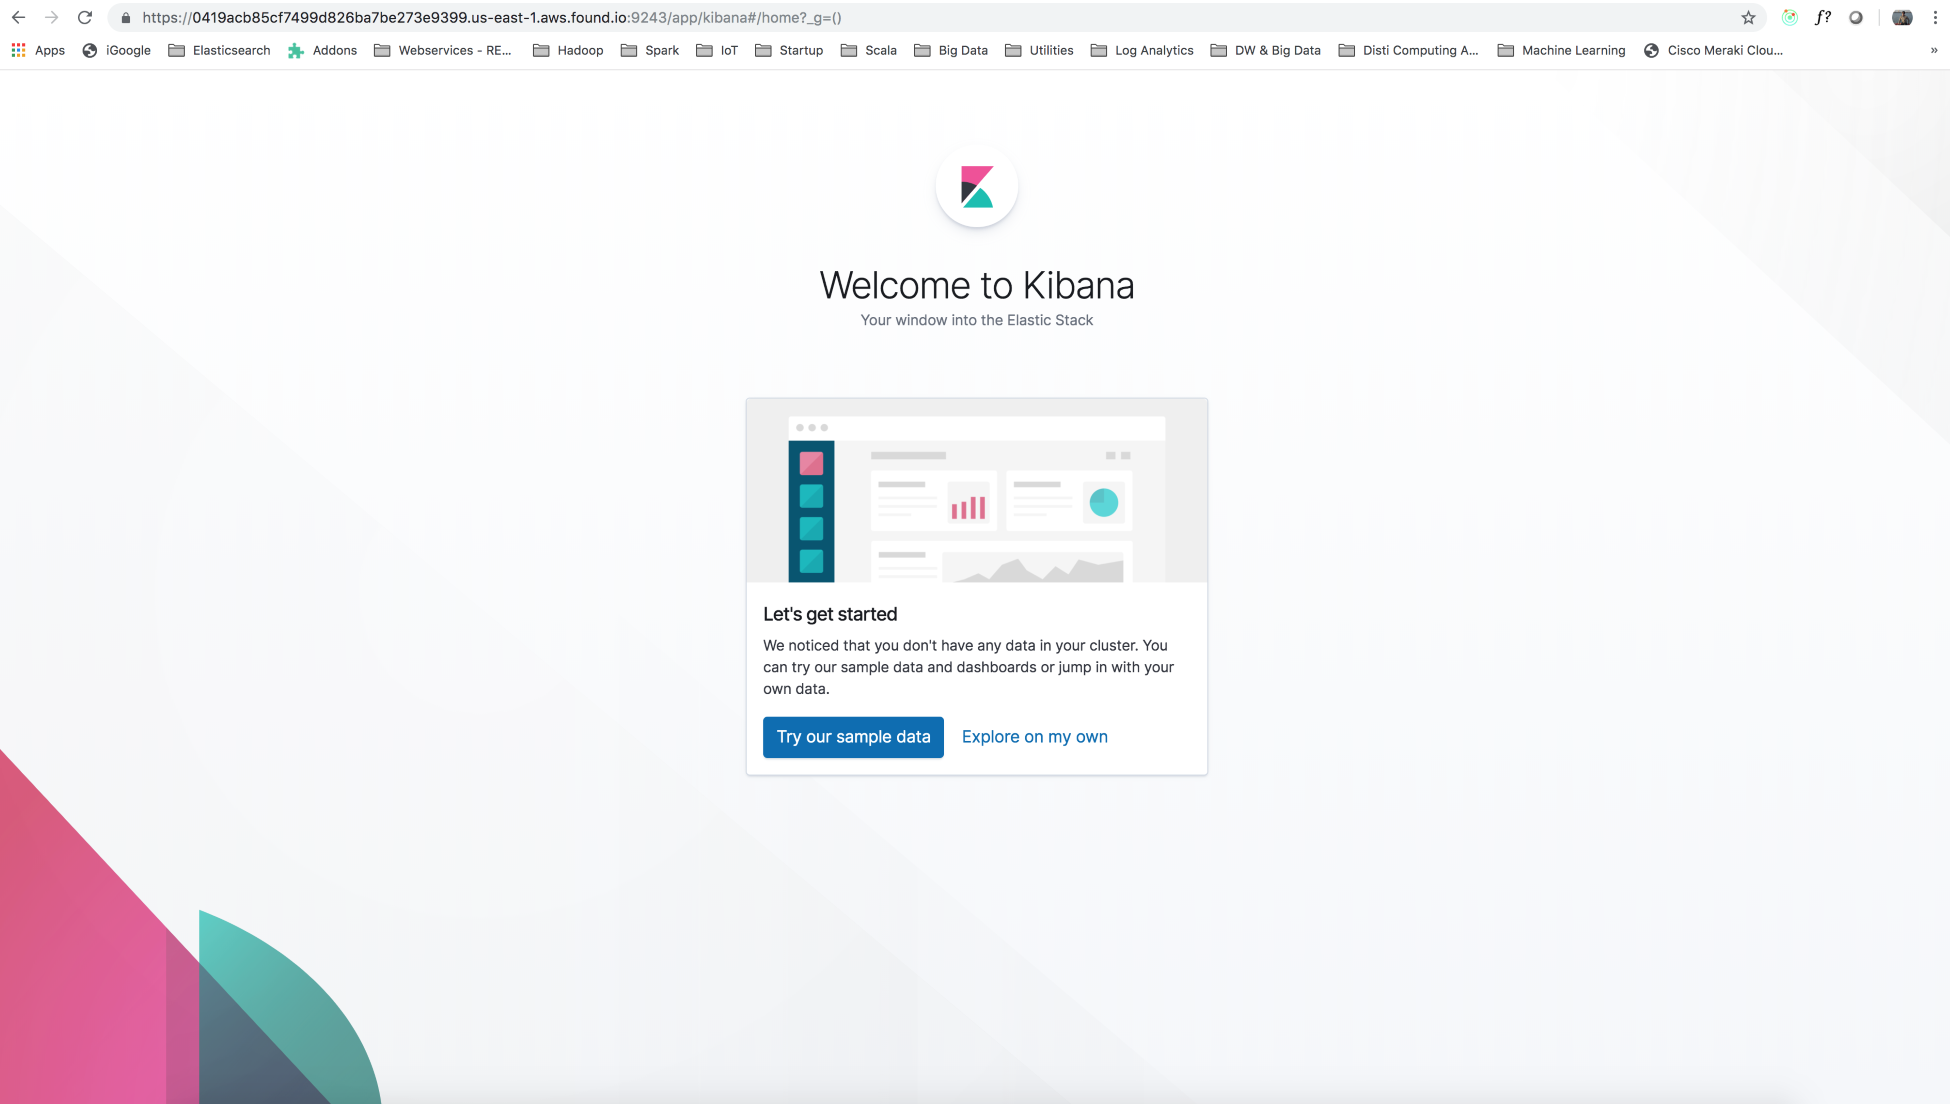 https://0419acb85cf7499d826ba7be273e9399.us-east-1.aws.found.io:9243/app/kibana#/home?_g=()
f?
Apps iGoogle Elasticsearch Addons Webservices - RE... Hadoop Spark IoT Startup Scala Big Data Utilities Log Analytics DW & Big Data Disti Computing A... Machine Learning Cisco Meraki Clou... »
Welcome to Kibana
Your window into the Elastic Stack
Let's get started
We noticed that you don't have any data in your cluster. You
can try our sample data and dashboards or jump in with your
own data.
Try our sample data Explore on my own